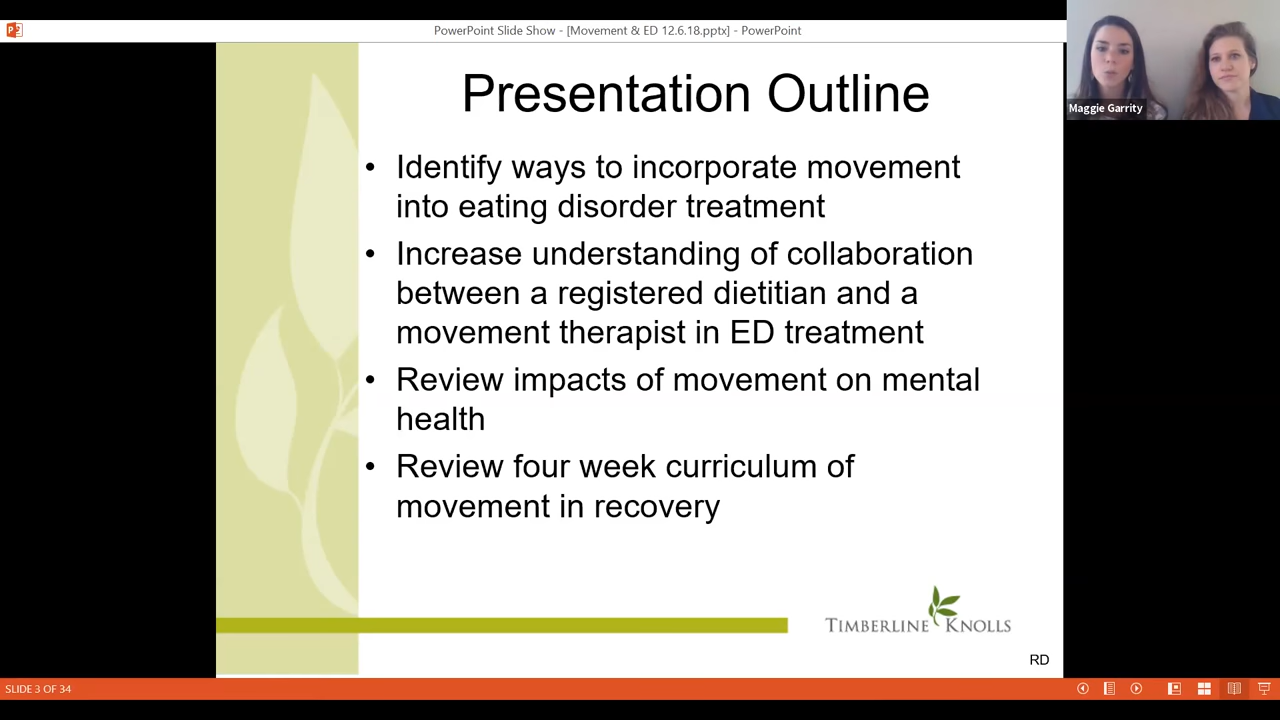 PowerPoint Slide Show - [Movement & ED 12.6.18.pptx] - PowerPoint
Maggie Garrity
Presentation Outline
• Identify ways to incorporate movement
into eating disorder treatment
• Increase understanding of collaboration
between a registered dietitian and a
movement therapist in ED treatment
• Review impacts of movement on mental
health
• Review four week curriculum of
movement in recovery
TIMBERLINE KNOLLS
RD
SLIDE 3 OF 34